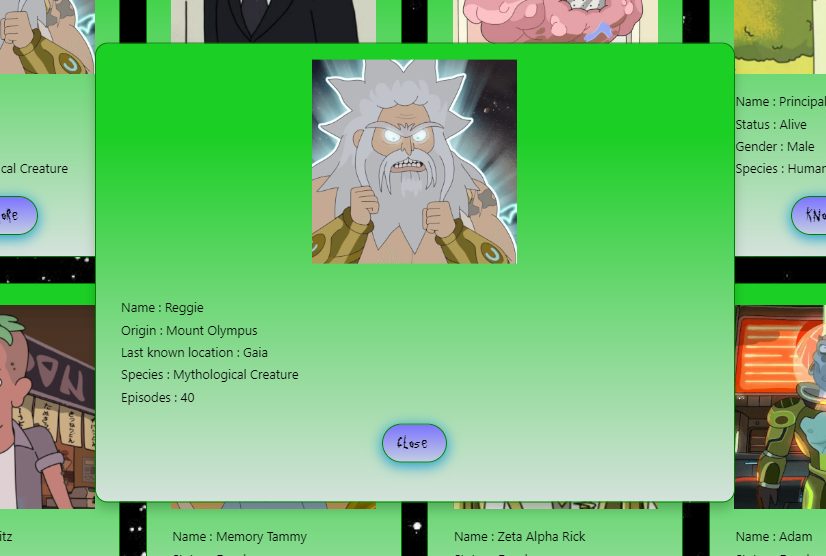 cal Creature
ORE
Name : Principal
Status : Alive
Gender : Male
Species : Human
KNO
Name : Reggie
Origin : Mount Olympus
Last known location : Gaia
Species : Mythological Creature
Episodes : 40
CLOSE
itz
Name : Memory Tammy
Name : Zeta Alpha Rick
Name : Adam